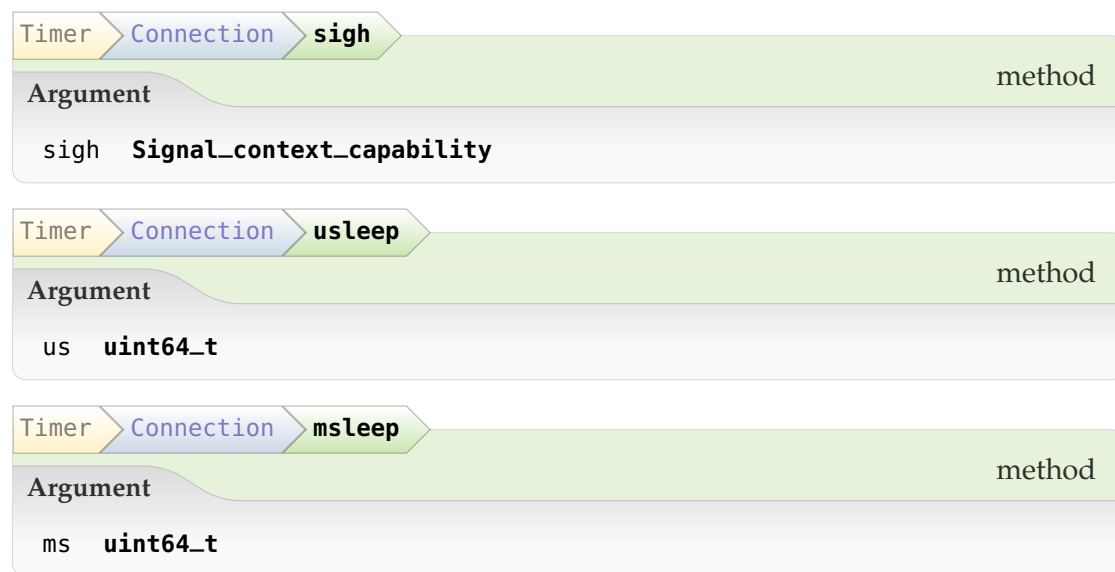 Timer Connection sigh
method
Argument
sigh Signal_context_capability
Timer Connection usleep
method
Argument
us uint64_t
Timer Connection msleep
method
Argument
ms uint64_t